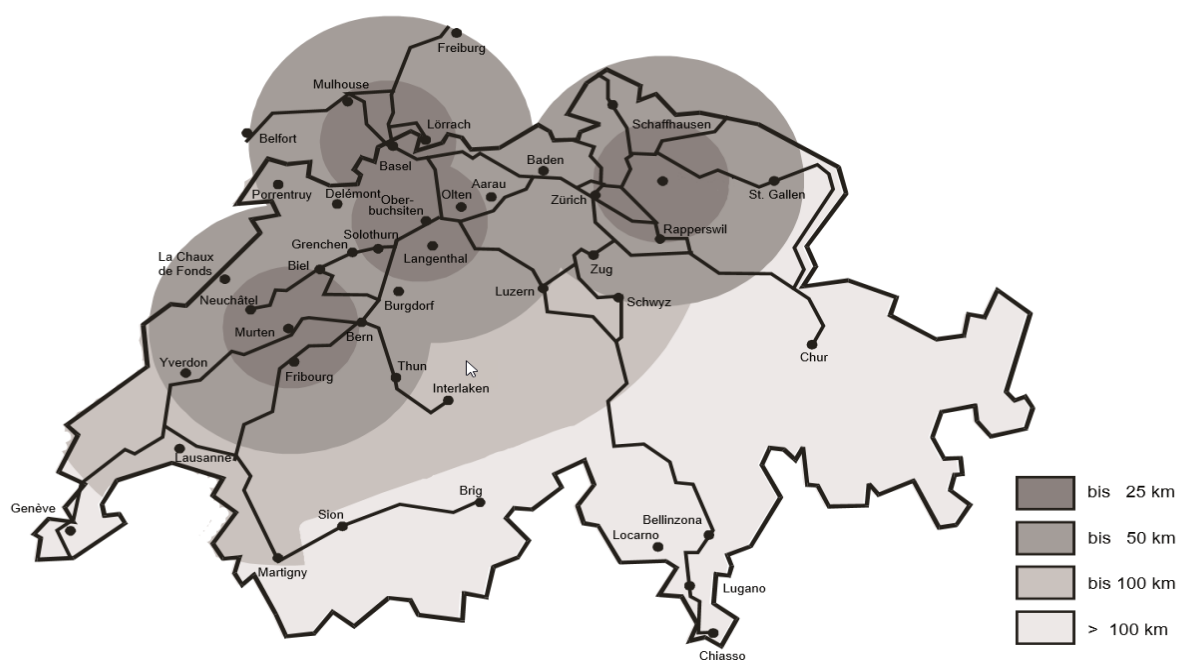 Freiburg
Mulhouse
Lörrach
Schaffhausen
Belfort
Basel
Baden
Porrentruy
Delémont
Ober-
buchsiten
Olten
Aarau
Zürich
St. Gallen
Solothurn
Rapperswil
Grenchen
Langenthal
La Chaux
de Fonds
Biel
Zug
Neuchâtel
Burgdorf
Luzern
Schwyz
Murten
Bern
Chur
Yverdon
Fribourg
Thun
Interlaken
Lausanne
Genève
Sion
Brig
Bellinzona
Locarno
Martigny
Lugano
Chiasso
bis 25 km
bis 50 km
bis 100 km
> 100 km